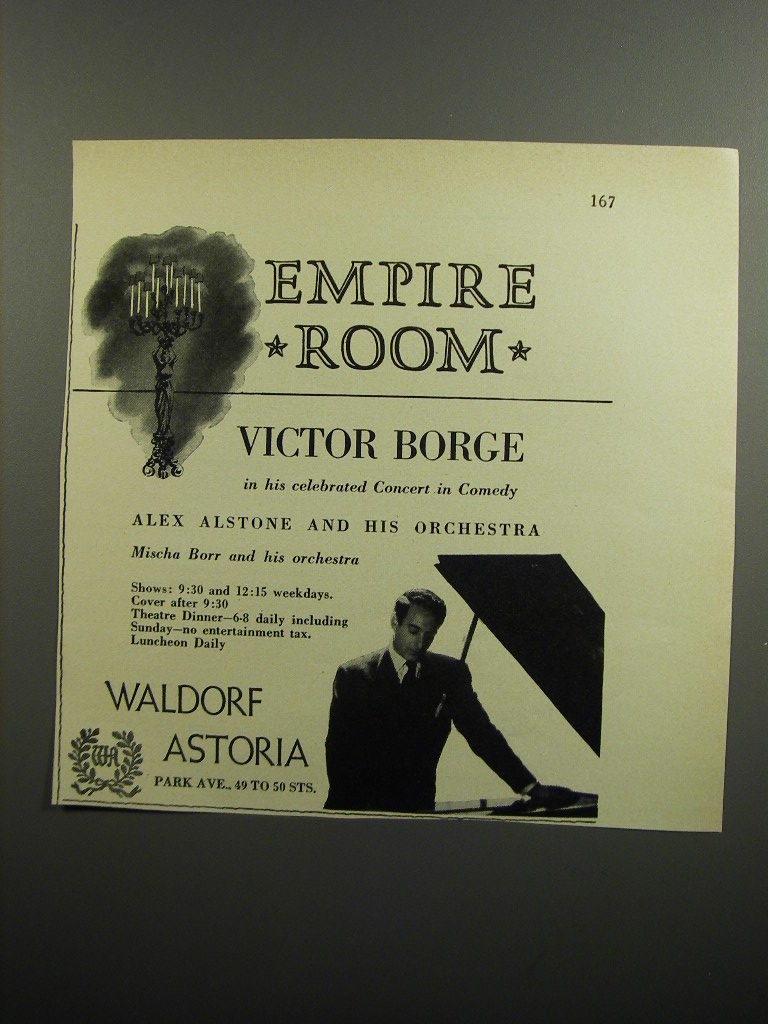 167
EMPIRE
★ROOM★
VICTOR BORGE
in his celebrated Concert in Comedy
ALEX ALSTONE AND HIS ORCHESTRA
Mischa Borr and his orchestra
Shows: 9:30 and 12:15 weekdays.
Cover after 9:30
Theatre Dinner—6-8 daily including
Sunday—no entertainment tax.
Luncheon Daily
WALDORF
ASTORIA
WA
PARK AVE., 49 TO 50 STS.